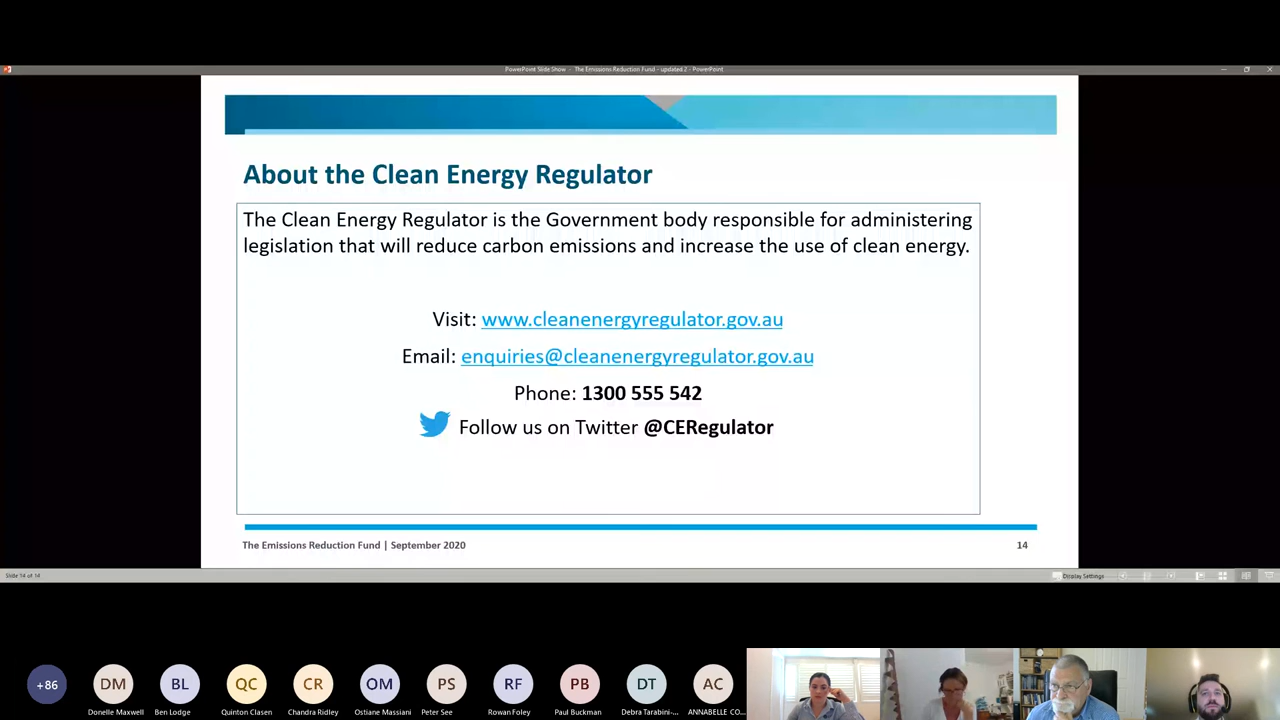 PowerPoint Slide Show - The Emissions Reduction Fund - updated 2 - PowerPoint
About the Clean Energy Regulator
The Clean Energy Regulator is the Government body responsible for administering
legislation that will reduce carbon emissions and increase the use of clean energy.
Visit: www.cleanenergyregulator.gov.au
Email: enquiries@cleanenergyregulator.gov.au
Phone: 1300 555 542
Follow us on Twitter @CERegulator
The Emissions Reduction Fund | September 2020
14
Slide 14 of 14
Display Settings
+86
DM
BL
QC
CR
OM
PS
RF
PB
DT
AC
Donelle Maxwell
Ben Lodge
Quinton Clasen
Chandra Ridley
Ostiane Massiani
Peter See
Rowan Foley
Paul Buckman
Debra Tarabini-...
ANNABELLE CO...